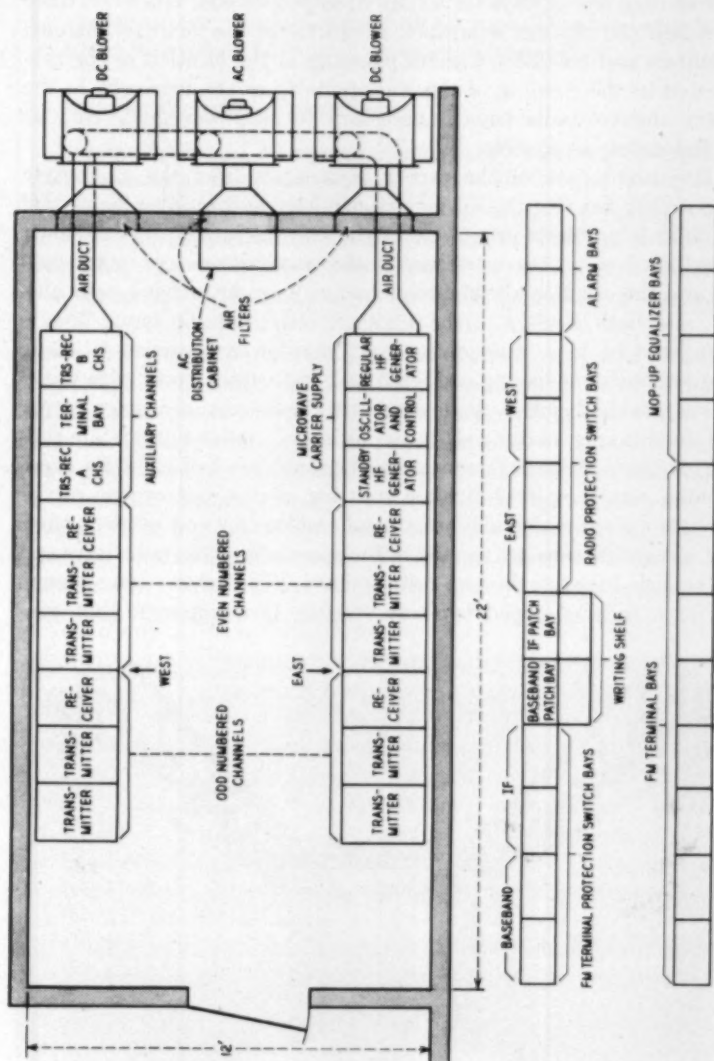 12'
TRANS-
MITTER
TRANS-
MITTER
RE-
CEIVER
TRANS-
MITTER
TRANS-
MITTER
RE-
CEIVER
TRS-REC
A
CHS
TER-
MINAL
BAY
TRS-REC
B
CHS
AIR DUCT
DC BLOWER
WEST
AUXILIARY CHANNELS
ODD NUMBERED
CHANNELS
EVEN NUMBERED
CHANNELS
AC
DISTRIBUTION
CABINET
AIR
FILTERS
AC BLOWER
EAST
MICROWAVE
CARRIER SUPPLY
TRANS-
MITTER
TRANS-
MITTER
RE-
CEIVER
TRANS-
MITTER
TRANS-
MITTER
RE-
CEIVER
STANDBY
HF
GENER-
ATOR
OSCIL-
ATOR
AND
CONTROL
REGULAR
HF
GENER-
ATOR
AIR DUCT
DC BLOWER
22'
BASEBAND
IF
EAST
WEST
BASEBAND
PATCH BAY
IF PATCH
BAY
FM TERMINAL PROTECTION SWITCH BAYS
WRITING SHELF
RADIO PROTECTION SWITCH BAYS
ALARM BAYS
FM TERMINAL BAYS
MOP-UP EQUALIZER BAYS